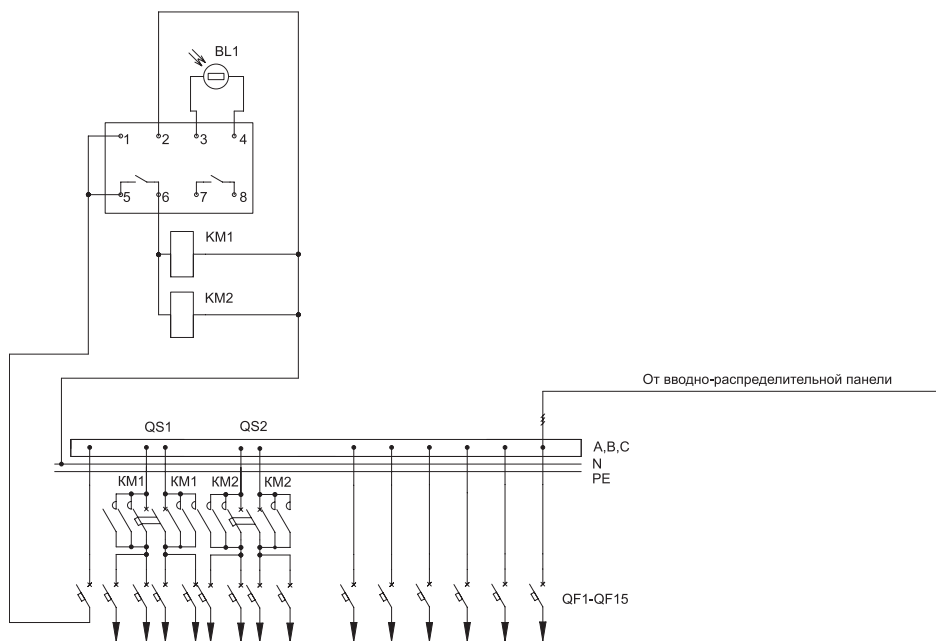 BL1
1 2 3 4
5 6 7 8
KM1
KM2
От вводно-распределительной панели
QS1 QS2
A,B,C
N
PE
KM1 KM1 KM2 KM2
QF1-QF15